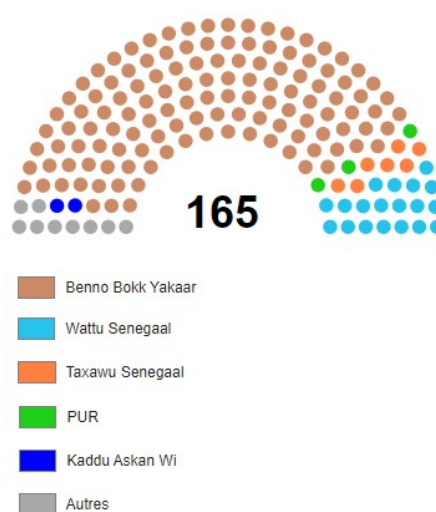 165
Benno Bokk Yakaar
Wattu Senegaal
Taxawu Senegaal
PUR
Kaddu Askan Wi
Autres